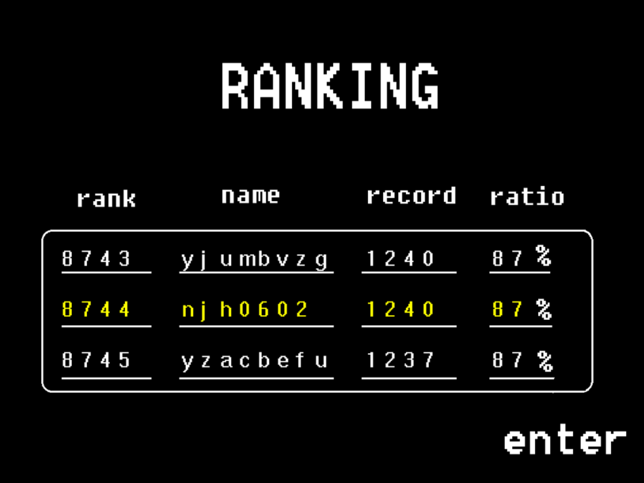 RANKING
rank name record ratio
8743 yjumbvzg 1240 87%
8744 njh0602 1240 87%
8745 yzacbefu 1237 87%
enter